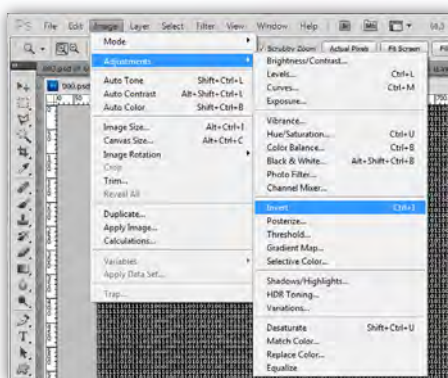 PS File Edit Image Layer Select Filter View Window Help
Scrubby Zoom Actual Pixels Fit Screen
Mode
Adjustments
Auto Tone Shift+Ctrl+L
Auto Contrast Alt+Shift+Ctrl+L
Auto Color Shift+Ctrl+B
Image Size... Alt+Ctrl+I
Canvas Size... Alt+Ctrl+C
Image Rotation
Crop
Trim...
Reveal All
Duplicate...
Apply Image...
Calculations...
Variables
Apply Data Set...
Trap...
Brightness/Contrast...
Levels... Ctrl+L
Curves... Ctrl+M
Exposure...
Vibrance...
Hue/Saturation... Ctrl+U
Color Balance... Ctrl+B
Black & White... Alt+Shift+Ctrl+B
Photo Filter...
Channel Mixer...
Invert Ctrl+I
Posterize...
Threshold...
Gradient Map...
Selective Color...
Shadows/Highlights...
HDR Toning...
Variations...
Desaturate Shift+Ctrl+U
Match Color...
Replace Color...
Equalize